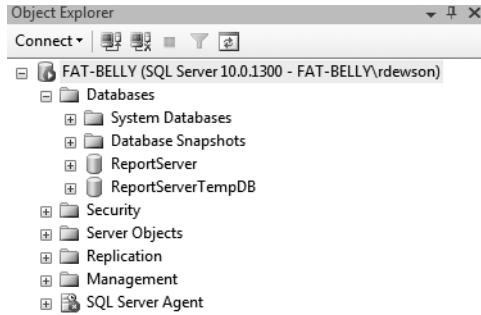 Object Explorer
Connect
FAT-BELLY (SQL Server 10.0.1300 - FAT-BELLY\rdewson)
Databases
System Databases
Database Snapshots
ReportServer
ReportServerTempDB
Security
Server Objects
Replication
Management
SQL Server Agent